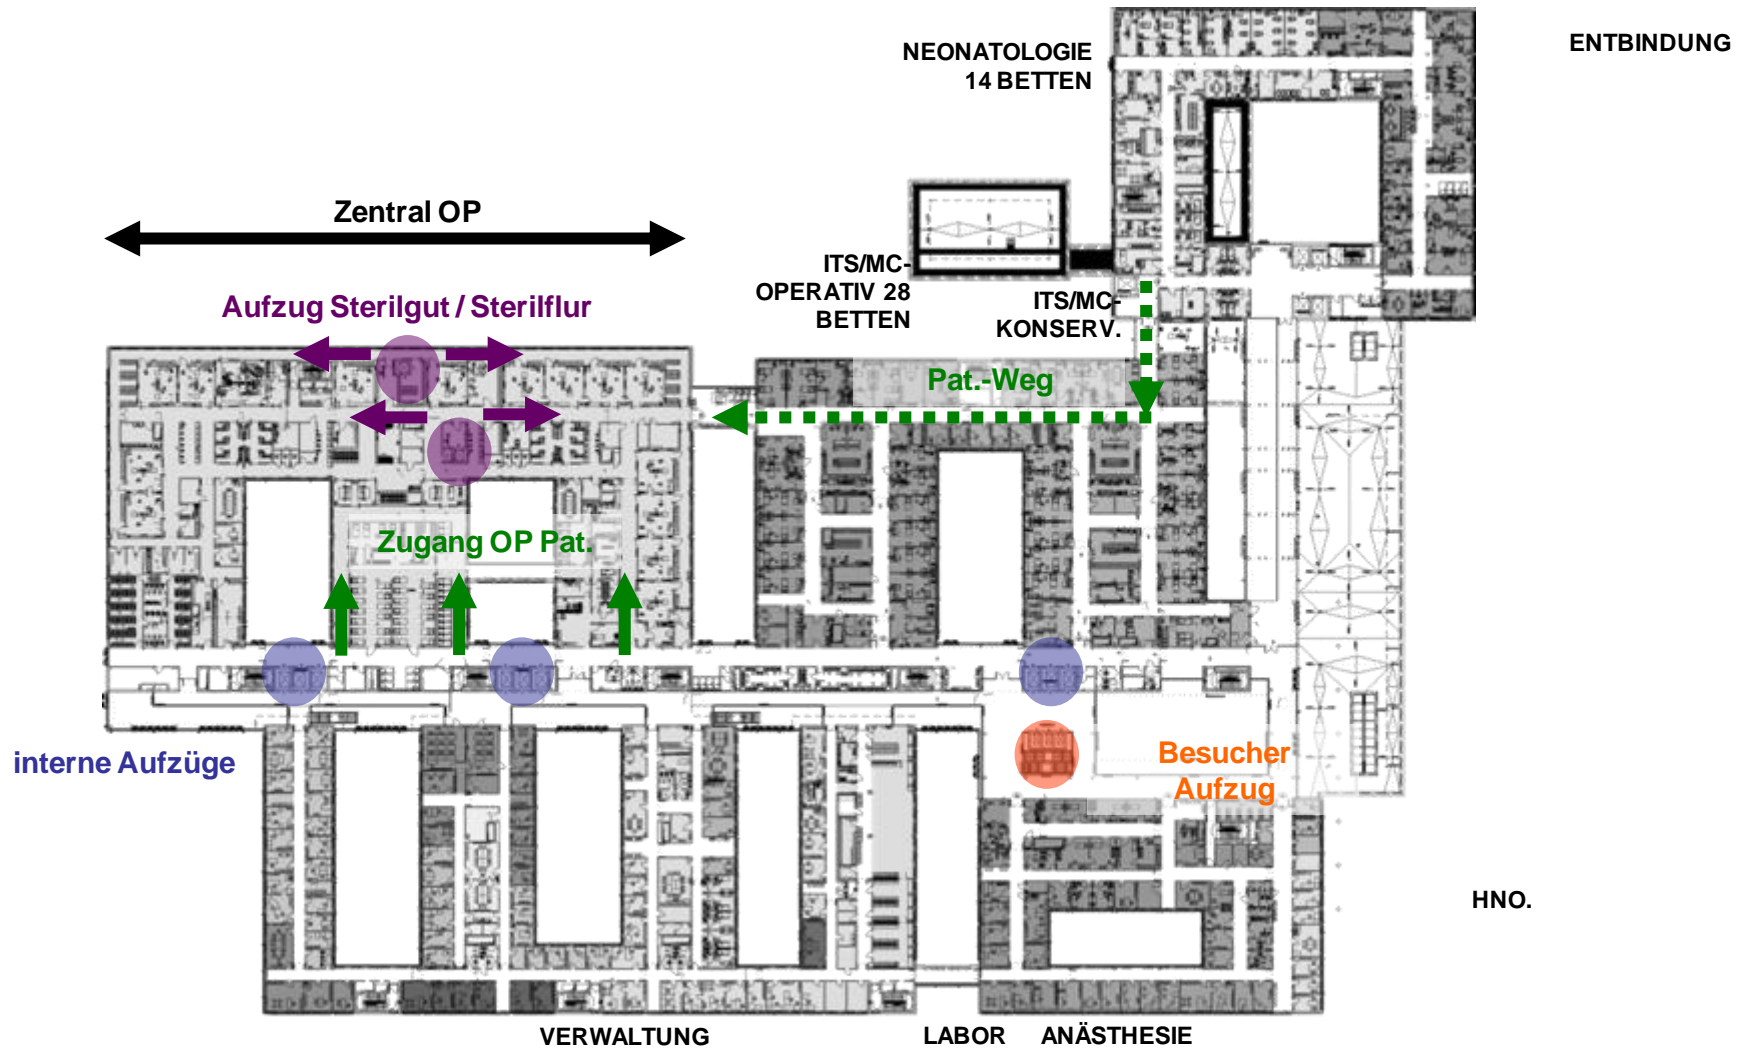 ENTBINDUNG
NEONATOLOGIE
14 BETTEN
Zentral OP
ITS/MC-
OPERATIV 28
BETTEN
ITS/MC-
KONSERV.
Aufzug Sterilgut / Sterilflur
Pat.-Weg
Zugang OP Pat.
interne Aufzüge
Besucher
Aufzug
HNO.
VERWALTUNG
LABOR
ANÄSTHESIE